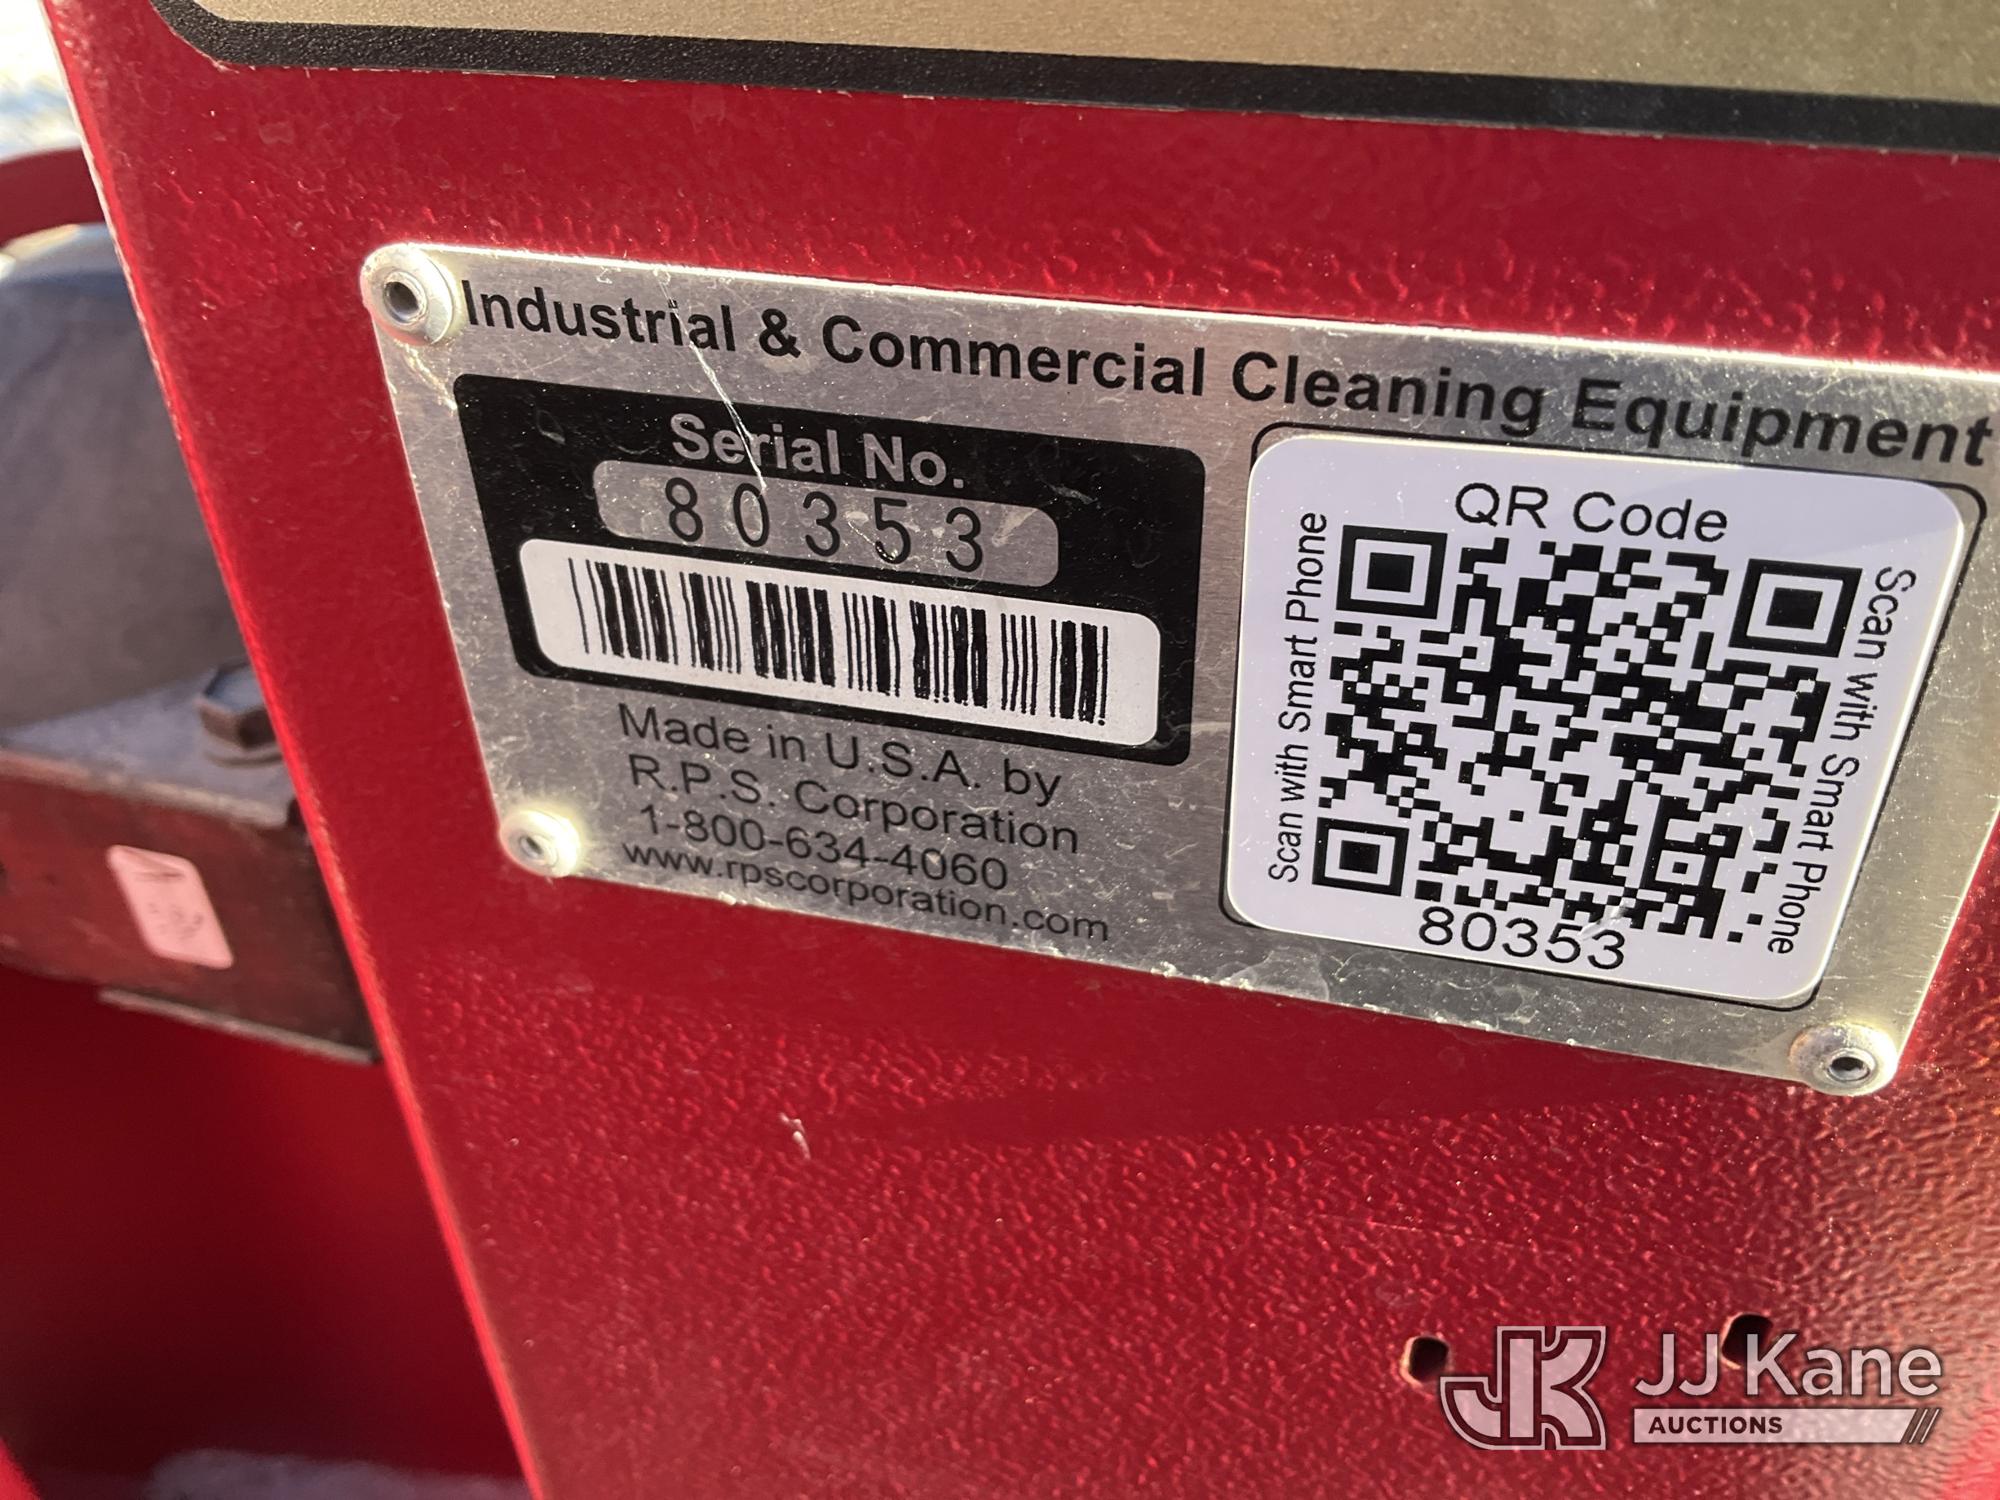 Industrial & Commercial Cleaning Equipment
Serial No.
80353
Made in U.S.A. by
R.P.S. Corporation
1-800-634-4060
www.rpscorporation.com
QR Code
Scan with Smart Phone
Scan with Smart Phone
80353
JK
JJ Kane
AUCTIONS